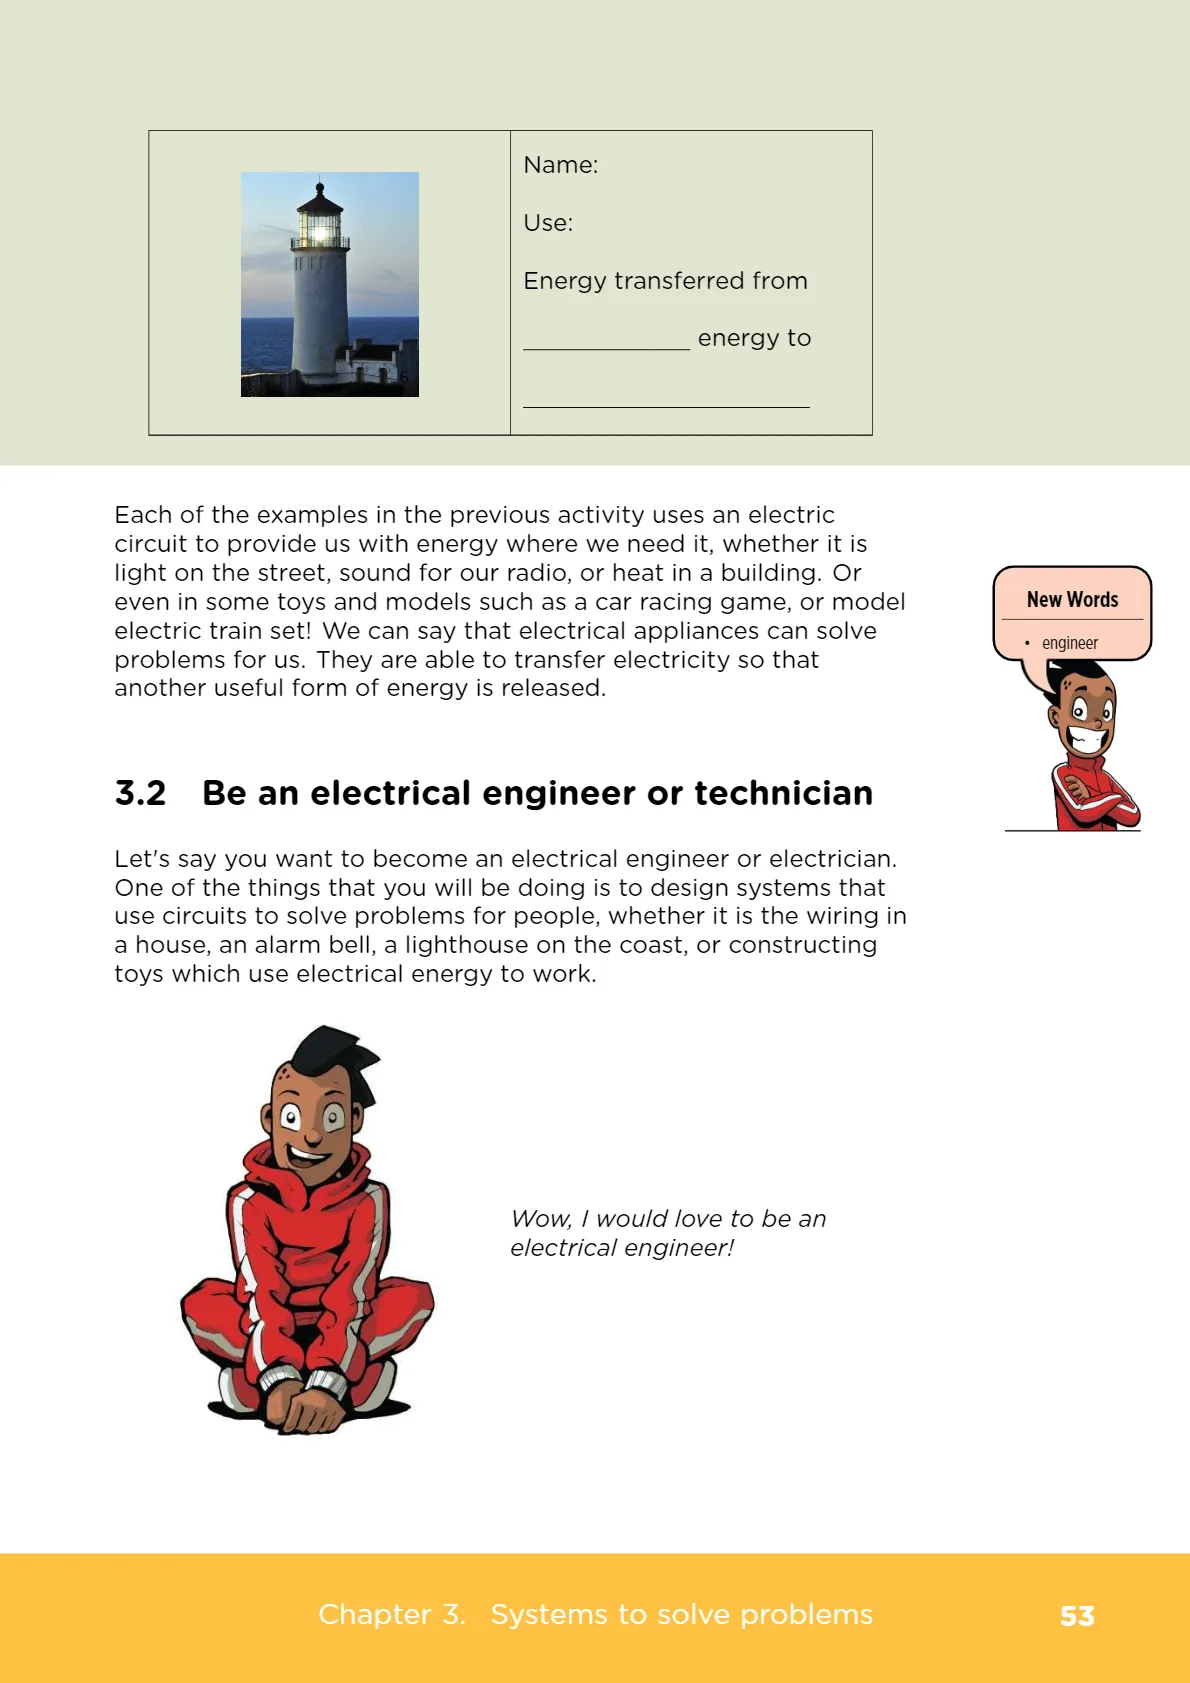 Name:
Use:
Energy transferred from
_____________ energy to
______________________
6
Each of the examples in the previous activity uses an electric
circuit to provide us with energy where we need it, whether it is
light on the street, sound for our radio, or heat in a building. Or
even in some toys and models such as a car racing game, or model
electric train set! We can say that electrical appliances can solve
problems for us. They are able to transfer electricity so that
another useful form of energy is released.
New Words
• engineer
3.2 Be an electrical engineer or technician
Let's say you want to become an electrical engineer or electrician.
One of the things that you will be doing is to design systems that
use circuits to solve problems for people, whether it is the wiring in
a house, an alarm bell, a lighthouse on the coast, or constructing
toys which use electrical energy to work.
Wow, I would love to be an
electrical engineer!
Chapter 3. Systems to solve problems
53